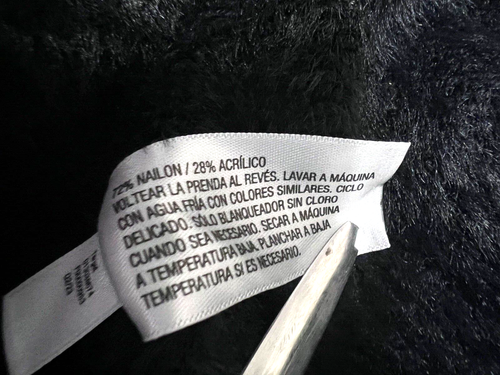 72% NAILON / 28% ACRÍLICO
VOLTEAR LA PRENDA AL REVÉS. LAVAR A MÁQUINA
CON AGUA FRÍA CON COLORES SIMILARES. CICLO
DELICADO. SÓLO BLANQUEADOR SIN CLORO
CUANDO SEA NECESARIO. SECAR A MÁQUINA
A TEMPERATURA BAJA. PLANCHAR A BAJA
TEMPERATURA SI ES NECESARIO.